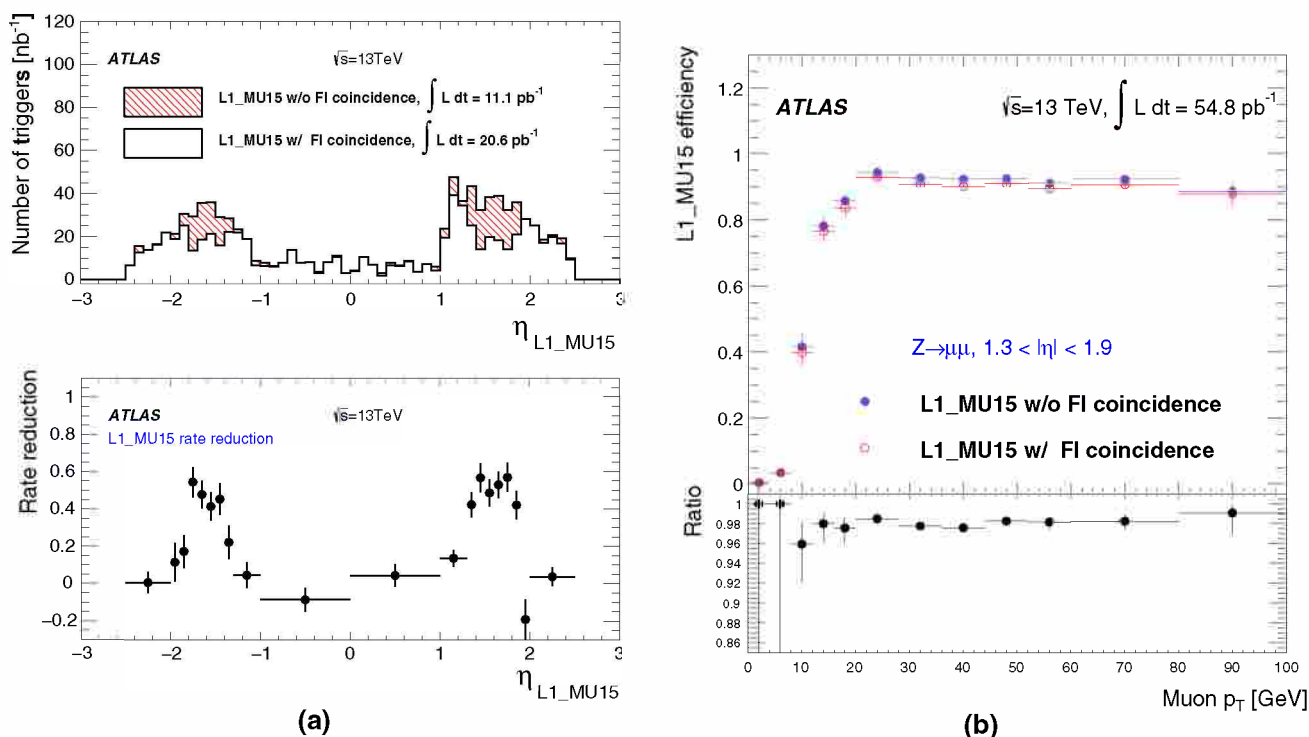 Number of triggers [nb⁻¹]
120
100
80
60
40
20
0
ATLAS
√s=13TeV
L1_MU15 w/o FI coincidence, ∫ L dt = 11.1 pb⁻¹
L1_MU15 w/ FI coincidence, ∫ L dt = 20.6 pb⁻¹
−3 −2 −1 0 1 2 3
η L1_MU15
Rate reduction
1
0.8
0.6
0.4
0.2
0
−0.2
ATLAS
√s=13TeV
L1_MU15 rate reduction
−3 −2 −1 0 1 2 3
η L1_MU15
(a)
L1_MU15 efficiency
1.2
1
0.8
0.6
0.4
0.2
0
ATLAS
√s=13 TeV, ∫ L dt = 54.8 pb⁻¹
Z→μμ, 1.3 < |η| < 1.9
L1_MU15 w/o FI coincidence
L1_MU15 w/ FI coincidence
Ratio
1
0.98
0.96
0.94
0.92
0.9
0.88
0.86
0 10 20 30 40 50 60 70 80 90 100
Muon p_T [GeV]
(b)